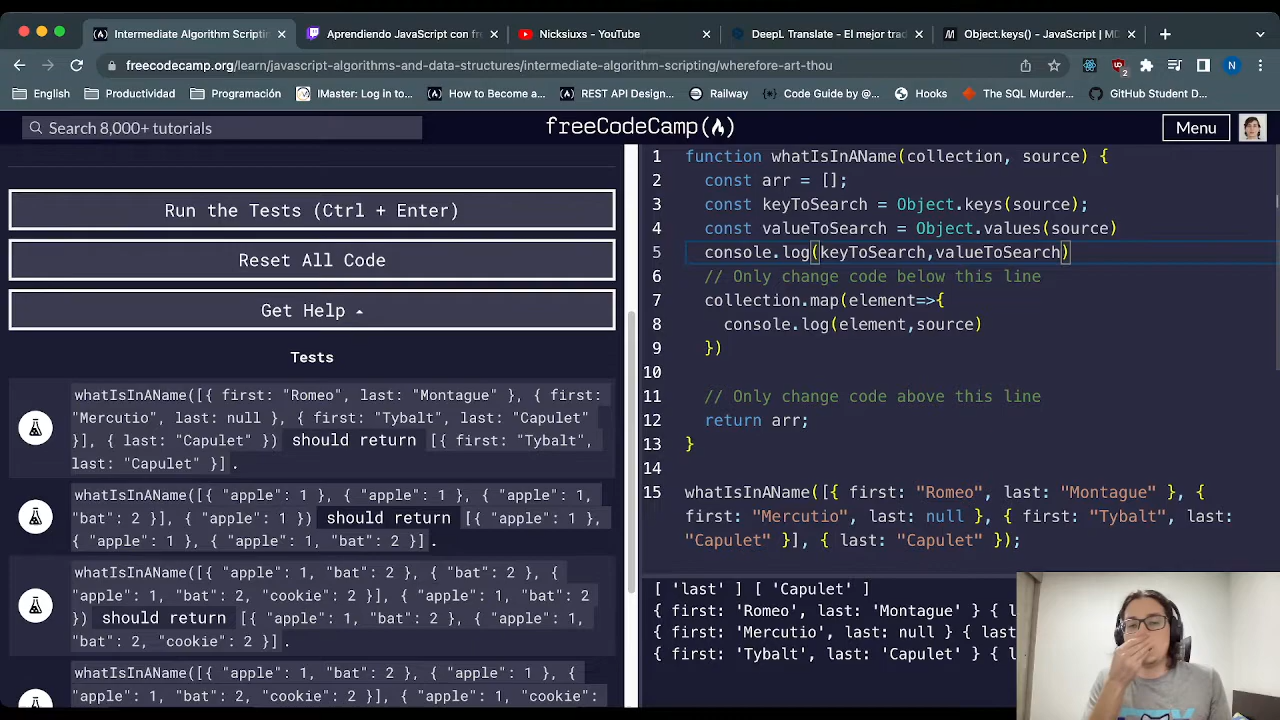 Intermediate Algorithm Scriptin
Aprendiendo JavaScript con fr
Nicksiuxs - YouTube
DeepL Translate - El mejor trad
Object.keys() - JavaScript | MD
freecodecamp.org/learn/javascript-algorithms-and-data-structures/intermediate-algorithm-scripting/wherefore-art-thou
2
N
English
Productividad
Programación
IMaster: Log in to...
How to Become a...
REST API Design...
Railway
Code Guide by @...
Hooks
The SQL Murder...
GitHub Student D...
Search 8,000+ tutorials
freeCodeCamp
Menu
Run the Tests (Ctrl + Enter)
Reset All Code
Get Help
Tests
whatIsInAName([{ first: "Romeo", last: "Montague" }, { first:
"Mercutio", last: null }, { first: "Tybalt", last: "Capulet"
}], { last: "Capulet" }) should return [{ first: "Tybalt",
last: "Capulet" }].
whatIsInAName([{ "apple": 1 }, { "apple": 1 }, { "apple": 1,
"bat": 2 }], { "apple": 1 }) should return [{ "apple": 1 },
{ "apple": 1 }, { "apple": 1, "bat": 2 }].
whatIsInAName([{ "apple": 1, "bat": 2 }, { "bat": 2 }, {
"apple": 1, "bat": 2, "cookie": 2 }], { "apple": 1, "bat": 2
}) should return [{ "apple": 1, "bat": 2 }, { "apple": 1,
"bat": 2, "cookie": 2 }].
whatIsInAName([{ "apple": 1, "bat": 2 }, { "apple": 1 }, {
"apple": 1, "bat": 2, "cookie": 2 }], { "apple": 1, "cookie":
1 function whatIsInAName(collection, source) {
2 const arr = [];
3 const keyToSearch = Object.keys(source);
4 const valueToSearch = Object.values(source)
5 console.log(keyToSearch,valueToSearch)
6 // Only change code below this line
7 collection.map(element=>{
8 console.log(element,source)
9 })
10
11 // Only change code above this line
12 return arr;
13 }
14
15 whatIsInAName([{ first: "Romeo", last: "Montague" }, {
first: "Mercutio", last: null }, { first: "Tybalt", last:
"Capulet" }], { last: "Capulet" });
[ 'last' ] [ 'Capulet' ]
{ first: 'Romeo', last: 'Montague' } { l
{ first: 'Mercutio', last: null } { las
{ first: 'Tybalt', last: 'Capulet' } { l